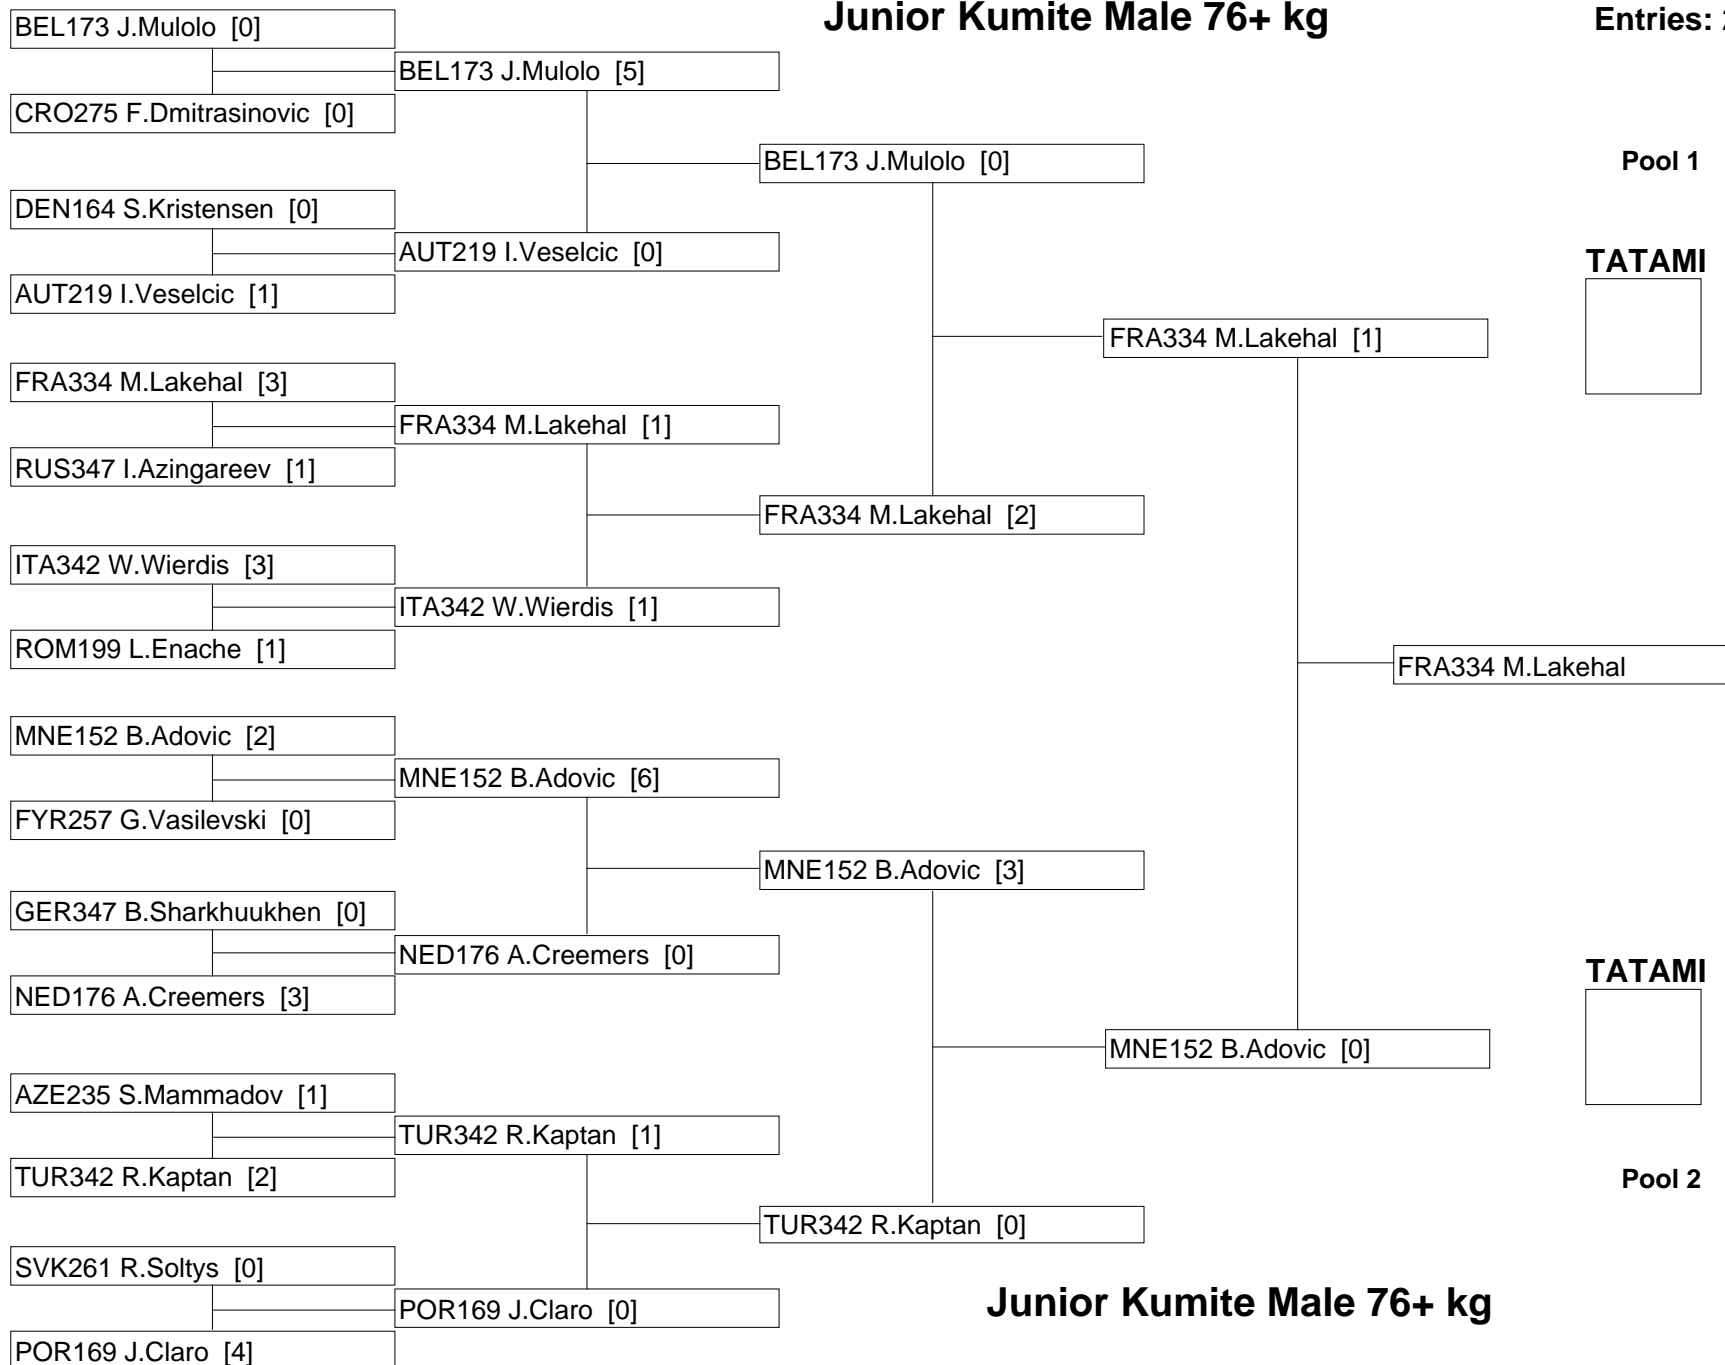 Junior Kumite Male 76+ kg
Entries:
BEL173 J.Mulolo [0]
BEL173 J.Mulolo [5]
CRO275 F.Dmitrasinovic [0]
BEL173 J.Mulolo [0]
Pool 1
DEN164 S.Kristensen [0]
AUT219 I.Veselcic [0]
TATAMI
AUT219 I.Veselcic [1]
FRA334 M.Lakehal [1]
FRA334 M.Lakehal [3]
FRA334 M.Lakehal [1]
RUS347 I.Azingareev [1]
FRA334 M.Lakehal [2]
ITA342 W.Wierdis [3]
ITA342 W.Wierdis [1]
ROM199 L.Enache [1]
FRA334 M.Lakehal
MNE152 B.Adovic [2]
MNE152 B.Adovic [6]
FYR257 G.Vasilevski [0]
MNE152 B.Adovic [3]
GER347 B.Sharkhuukhen [0]
NED176 A.Creemers [0]
TATAMI
NED176 A.Creemers [3]
MNE152 B.Adovic [0]
AZE235 S.Mammadov [1]
TUR342 R.Kaptan [1]
TUR342 R.Kaptan [2]
Pool 2
TUR342 R.Kaptan [0]
SVK261 R.Soltys [0]
POR169 J.Claro [0]
Junior Kumite Male 76+ kg
POR169 J.Claro [4]